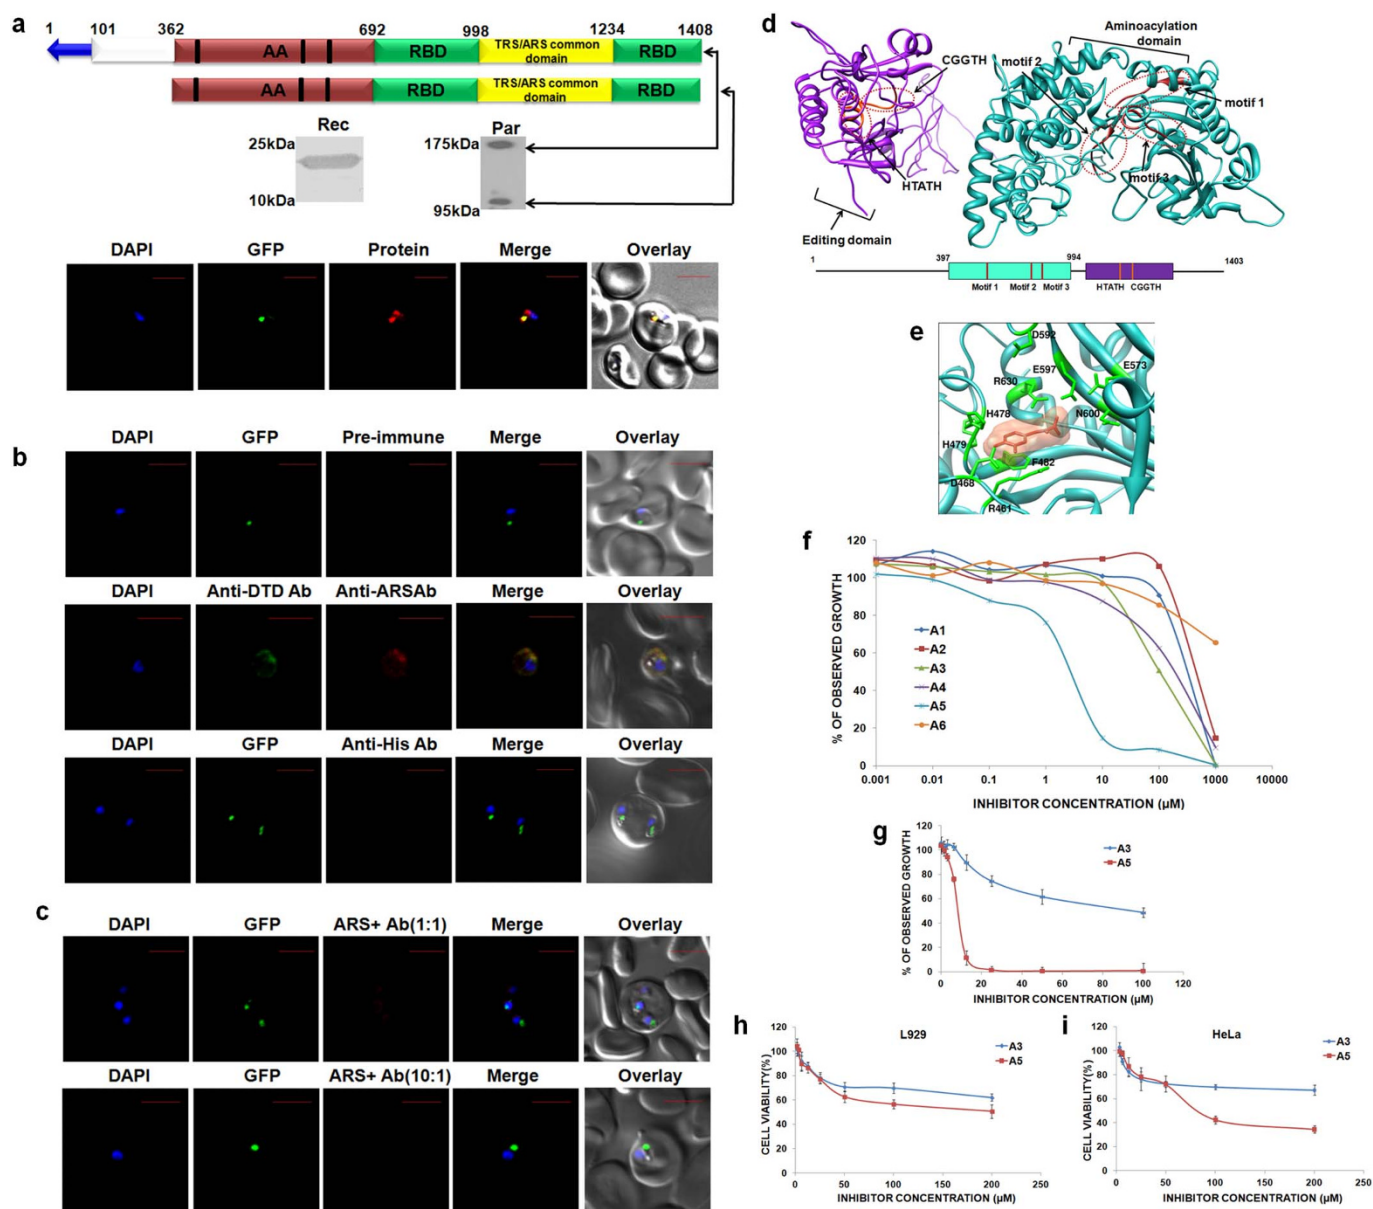 a
1 101 362 692 998 1234 1408
AA RBD TRS/ARS common domain RBD
AA RBD TRS/ARS common domain RBD
Rec Par
25kDa 175kDa
10kDa 95kDa
DAPI GFP Protein Merge Overlay
b
DAPI GFP Pre-immune Merge Overlay
DAPI Anti-DTD Ab Anti-ARSAb Merge Overlay
DAPI GFP Anti-His Ab Merge Overlay
c
DAPI GFP ARS+ Ab(1:1) Merge Overlay
DAPI GFP ARS+ Ab(10:1) Merge Overlay
d
Aminoacylation
domain
CGGTH motif 2
motif 1
motif 3
HTATH
Editing domain
1 397 994 1403
Motif 1 Motif 2 Motif 3 HTATH CGGTH
e
D592
E597 E573
R630
H478 N600
H479
F482
D468
R461
f
% OF OBSERVED GROWTH
120
100
80
60
40
20
0
A1
A2
A3
A4
A5
A6
0.001 0.01 0.1 1 10 100 1000 10000
INHIBITOR CONCENTRATION (µM)
g
% OF OBSERVED GROWTH
120
100
80
60
40
20
0
A3
A5
0 20 40 60 80 100 120
INHIBITOR CONCENTRATION (µM)
h
L929
CELL VIABILITY(%)
120
100
80
60
40
20
0
A3
A5
0 50 100 150 200 250
INHIBITOR CONCENTRATION (µM)
i
HeLa
CELL VIABILITY(%)
120
100
80
60
40
20
0
A3
A5
0 50 100 150 200 250
INHIBITOR CONCENTRATION (µM)